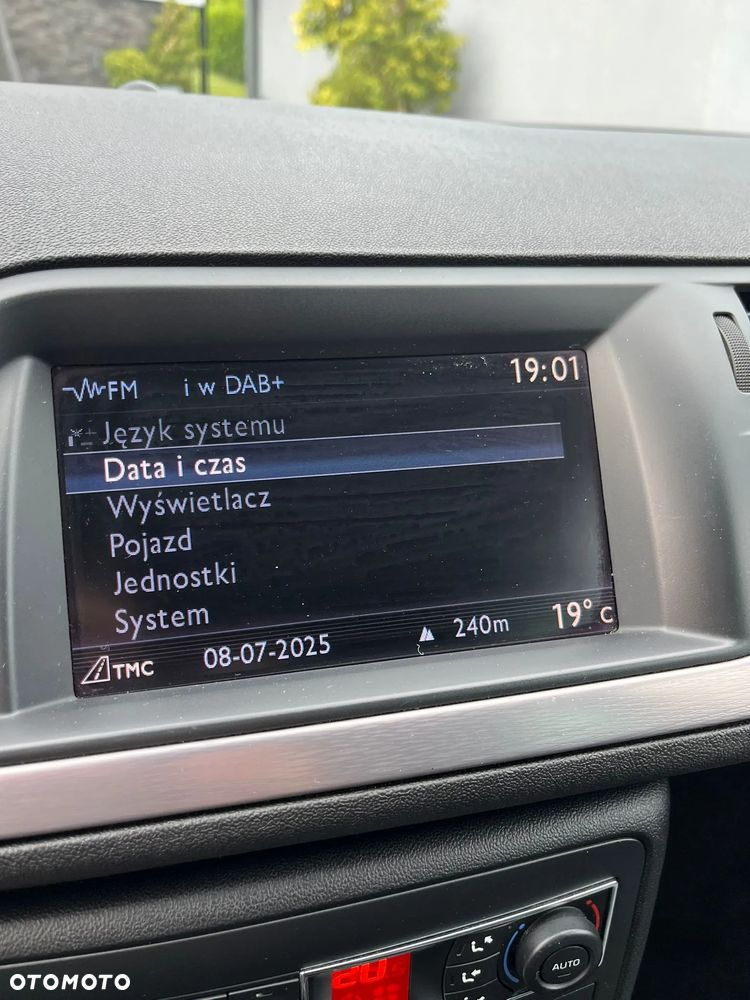 FM i w DAB+ 19:01
Język systemu
Data i czas
Wyświetlacz
Pojazd
Jednostki
System
TMC 08-07-2025 240m 19° C
AUTO
OTOMOTO